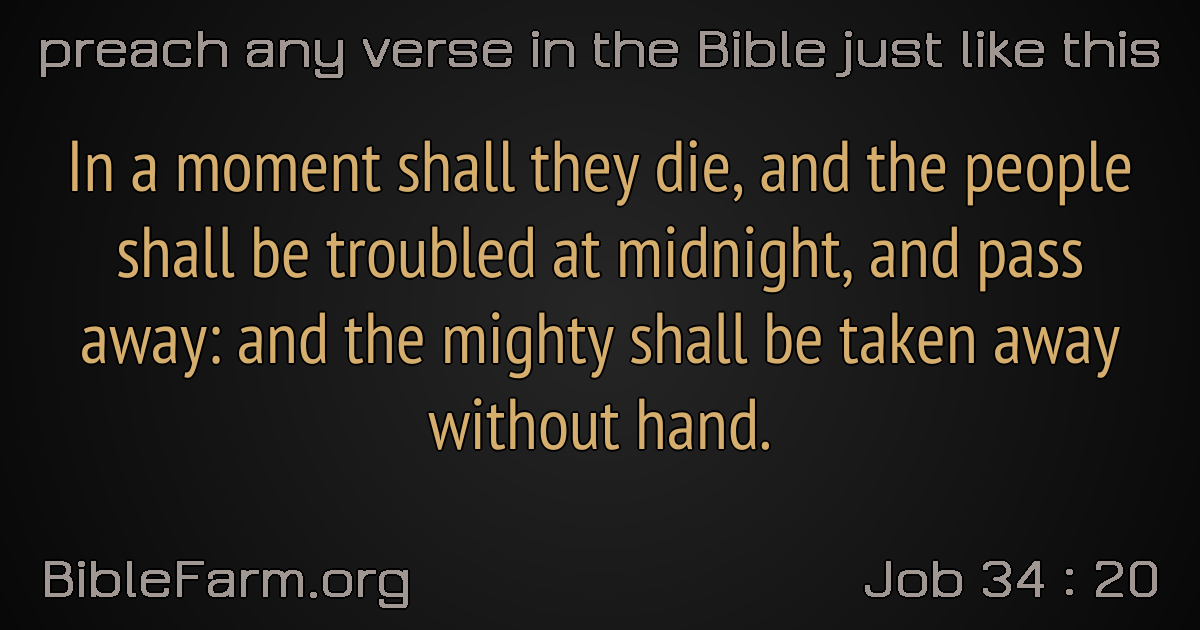 preach any verse in the Bible just like this
In a moment shall they die, and the people
shall be troubled at midnight, and pass
away: and the mighty shall be taken away
without hand.
BibleFarm.org
Job 34 : 20